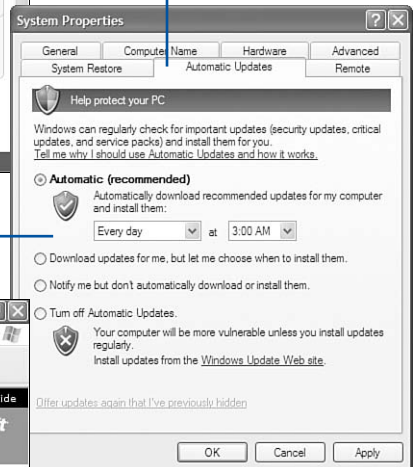 System Properties
General Computer Name Hardware Advanced
System Restore Automatic Updates Remote
Help protect your PC
Windows can regularly check for important updates (security updates, critical
updates, and service packs) and install them for you.
Tell me why I should use Automatic Updates and how it works.
Automatic (recommended)
Automatically download recommended updates for my computer
and install them:
Every day at 3:00 AM
Download updates for me, but let me choose when to install them.
Notify me but don't automatically download or install them.
Turn off Automatic Updates.
Your computer will be more vulnerable unless you install updates
regularly.
Install updates from the Windows Update Web site.
ide
Offer updates again that I've previously hidden
OK Cancel Apply